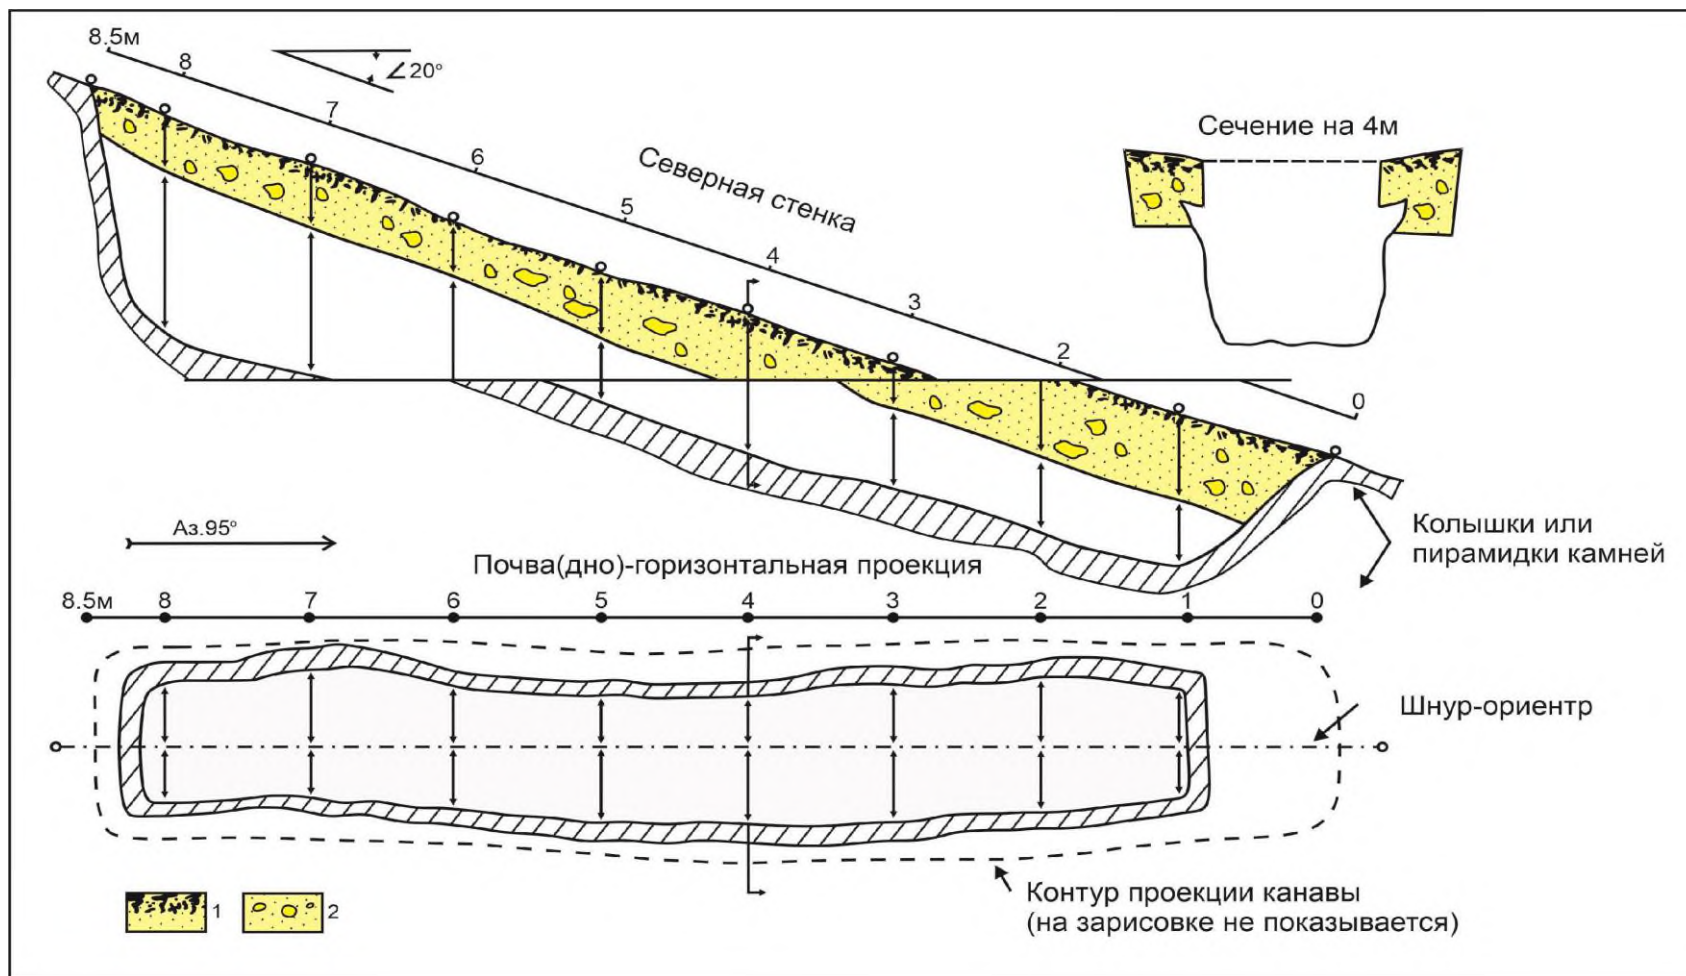 8.5м
8
7
6
5
4
3
2
0
∠20°
Северная стенка
Сечение на 4м
Колышки или
пирамидки камней
Аз.95°
Почва(дно)-горизонтальная проекция
8.5м 8 7 6 5 4 3 2 1 0
Шнур-ориентр
Контур проекции канавы
(на зарисовке не показывается)
1
2